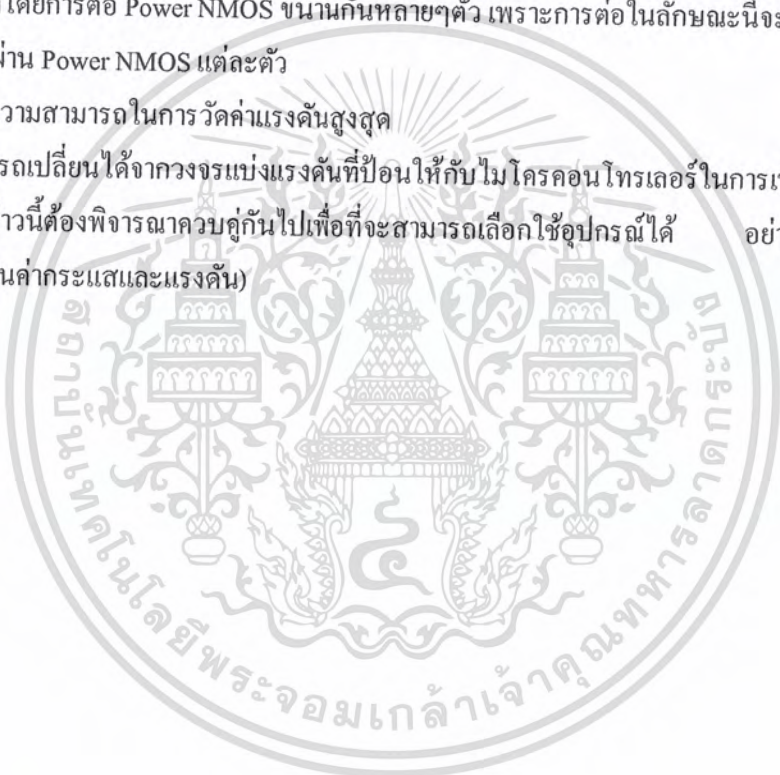 โดยการต่อ Power NMOS ขนานกันหลายๆตัว เพราะการต่อในลักษณะนี้จะ
ผ่าน Power NMOS แต่ละตัว
วามสามารถในการวัดค่าแรงดันสูงสุด
รถเปลี่ยนได้จากวงจรแบ่งแรงดันที่ป้อนให้กับไมโครคอนโทรเลอร์ในการเ
าวนี้ต้องพิจารณาควบคู่กันไปเพื่อที่จะสามารถเลือกใช้อุปกรณ์ได้ อย่
นค่ากระแสและแรงดัน)
สถาบันเทคโนโลยีพระจอมเกล้าเจ้าคุณทหารลาดกระบัง